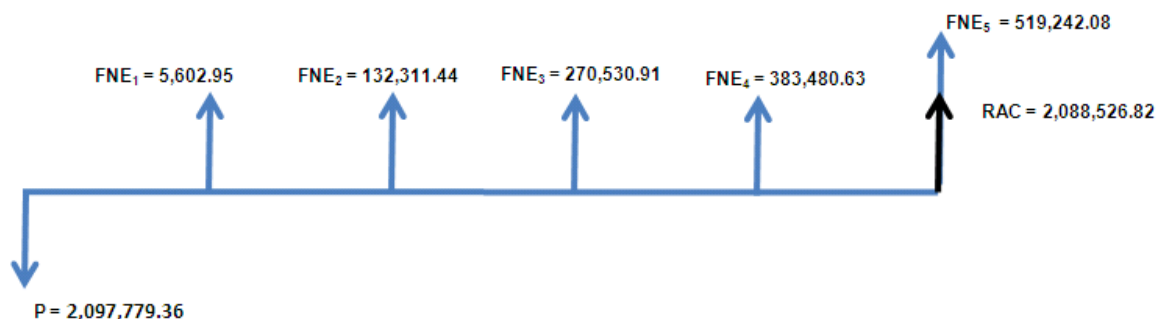 FNE₅ = 519,242.08
FNE₁ = 5,602.95
FNE₂ = 132,311.44
FNE₃ = 270,530.91
FNE₄ = 383,480.63
RAC = 2,088,526.82
P = 2,097,779.36